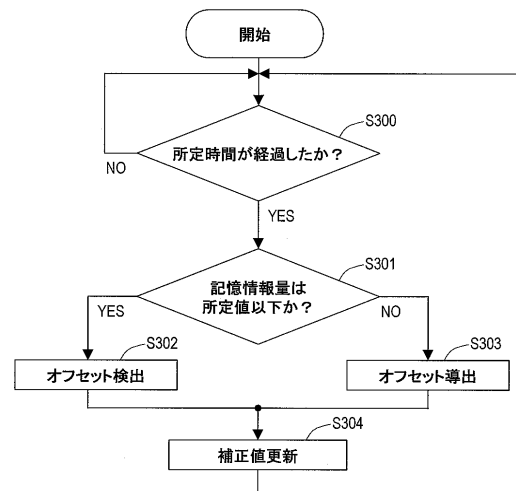 開始
S300
所定時間が経過したか？
NO
YES
S301
記憶情報量は
所定値以下か？
YES
NO
S302
オフセット検出
S303
オフセット導出
S304
補正値更新